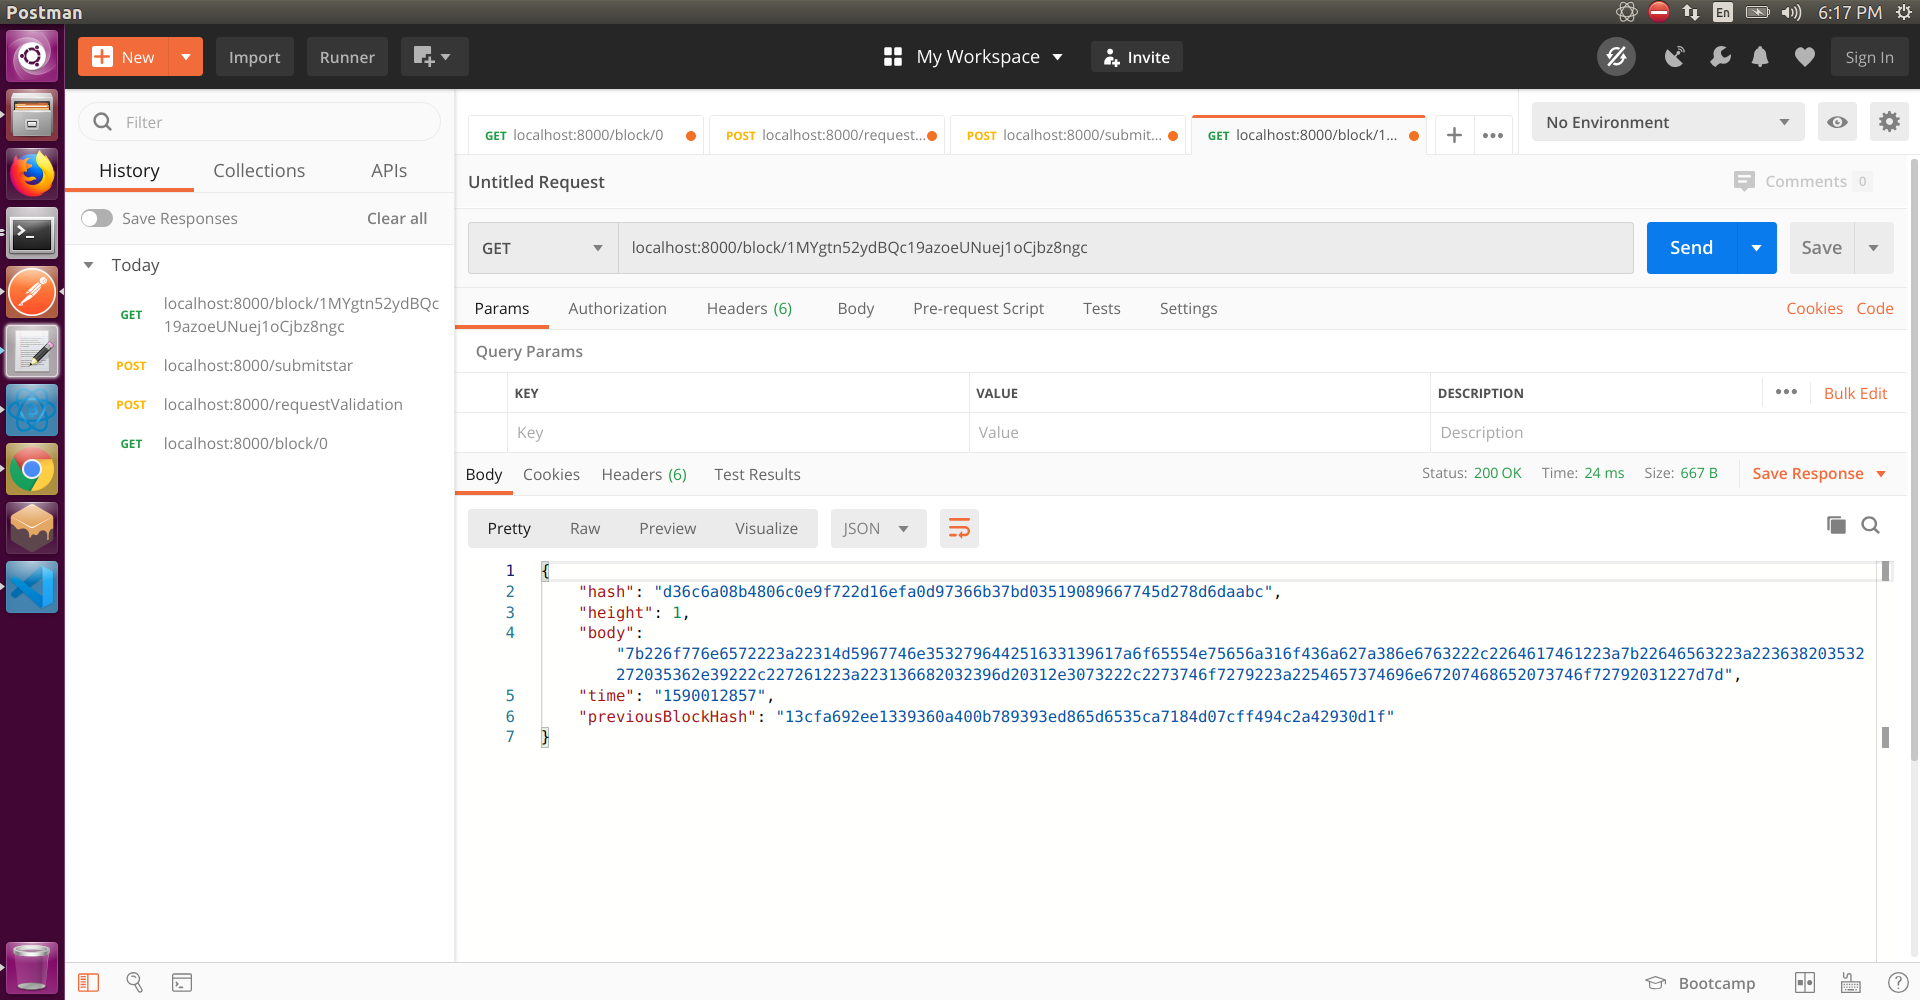 Postman
En
6:17 PM
New
Import
Runner
My Workspace
Invite
Sign In
Filter
History
Collections
APIs
Save Responses
Clear all
Today
GET localhost:8000/block/1MYgtn52ydBQc
19azoeUNuej1oCjbz8ngc
POST localhost:8000/submitstar
POST localhost:8000/requestValidation
GET localhost:8000/block/0
GET localhost:8000/block/0
POST localhost:8000/request...
POST localhost:8000/submit...
GET localhost:8000/block/1...
No Environment
Untitled Request
Comments 0
GET
localhost:8000/block/1MYgtn52ydBQc19azoeUNuej1oCjbz8ngc
Send
Save
Params
Authorization
Headers (6)
Body
Pre-request Script
Tests
Settings
Cookies
Code
Query Params
KEY
VALUE
DESCRIPTION
Bulk Edit
Key
Value
Description
Body
Cookies
Headers (6)
Test Results
Status: 200 OK
Time: 24 ms
Size: 667 B
Save Response
Pretty
Raw
Preview
Visualize
JSON
1 {
2 "hash": "d36c6a08b4806c0e9f722d16efa0d97366b37bd03519089667745d278d6daabc",
3 "height": 1,
4 "body":
"7b226f776e6572223a22314d5967746e353279644251633139617a6f65554e75656a316f436a627a386e6763222c2264617461223a7b22646563223a223638203532
272035362e39222c227261223a223136682032396d20312e3073222c2273746f7279223a2254657374696e67207468652073746f72792031227d7d",
5 "time": "1590012857",
6 "previousBlockHash": "13cfa692ee1339360a400b789393ed865d6535ca7184d07cff494c2a42930d1f"
7 }
Bootcamp